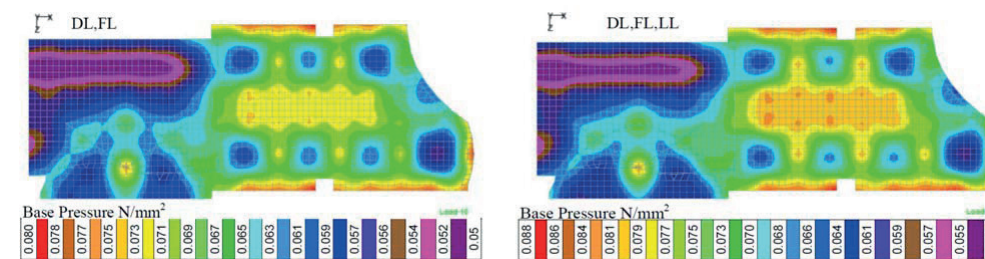 Y X
Z
DL,FL
Y X
Z
DL,FL,LL
Base Pressure N/mm²
0.080 .82 0.077 0.075 0.073 0.071 0.069 0.067 0.065 0.063 0.061 0.059 0.057 0.056 0.054 0.052 0.05
Base Pressure N/mm²
0.088 0.086 0.084 0.081 0.079 0.077 0.075 0.073 0.070 0.068 0.066 0.064 0.061 0.059 0.057 0.055